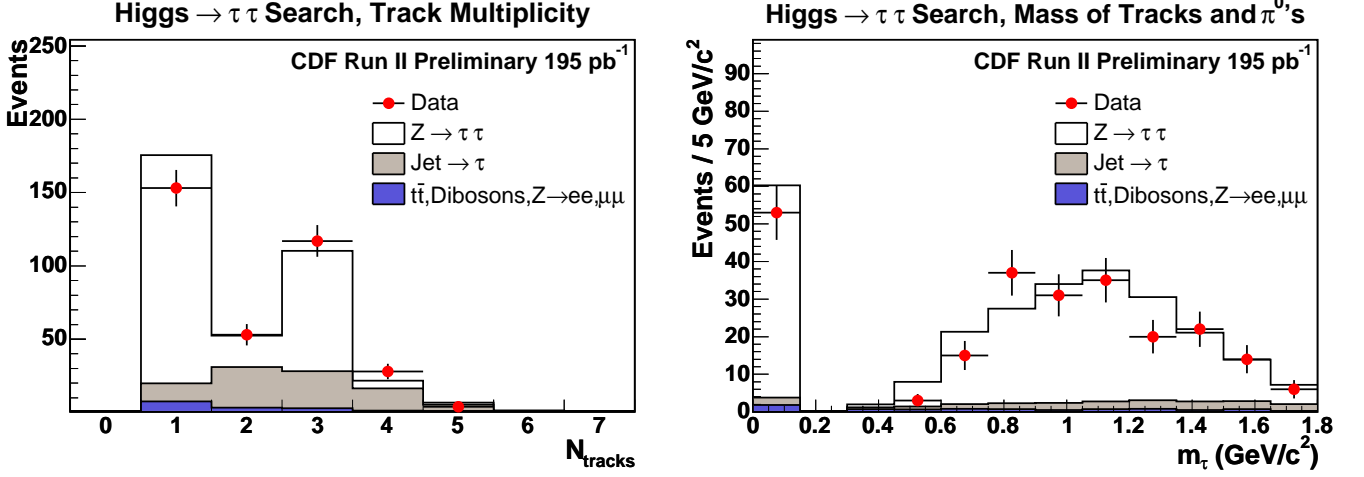 Higgs → τ τ Search, Track Multiplicity
Events
250
200
150
100
50
CDF Run II Preliminary 195 pb⁻¹
Data
Z → τ τ
Jet → τ
tt̄,Dibosons,Z→ee,μμ
0 1 2 3 4 5 6 7
N_tracks
Higgs → τ τ Search, Mass of Tracks and π⁰'s
Events / 5 GeV/c²
90
80
70
60
50
40
30
20
10
0
CDF Run II Preliminary 195 pb⁻¹
Data
Z → τ τ
Jet → τ
tt̄,Dibosons,Z→ee,μμ
0 0.2 0.4 0.6 0.8 1 1.2 1.4 1.6 1.8
m_τ (GeV/c²)